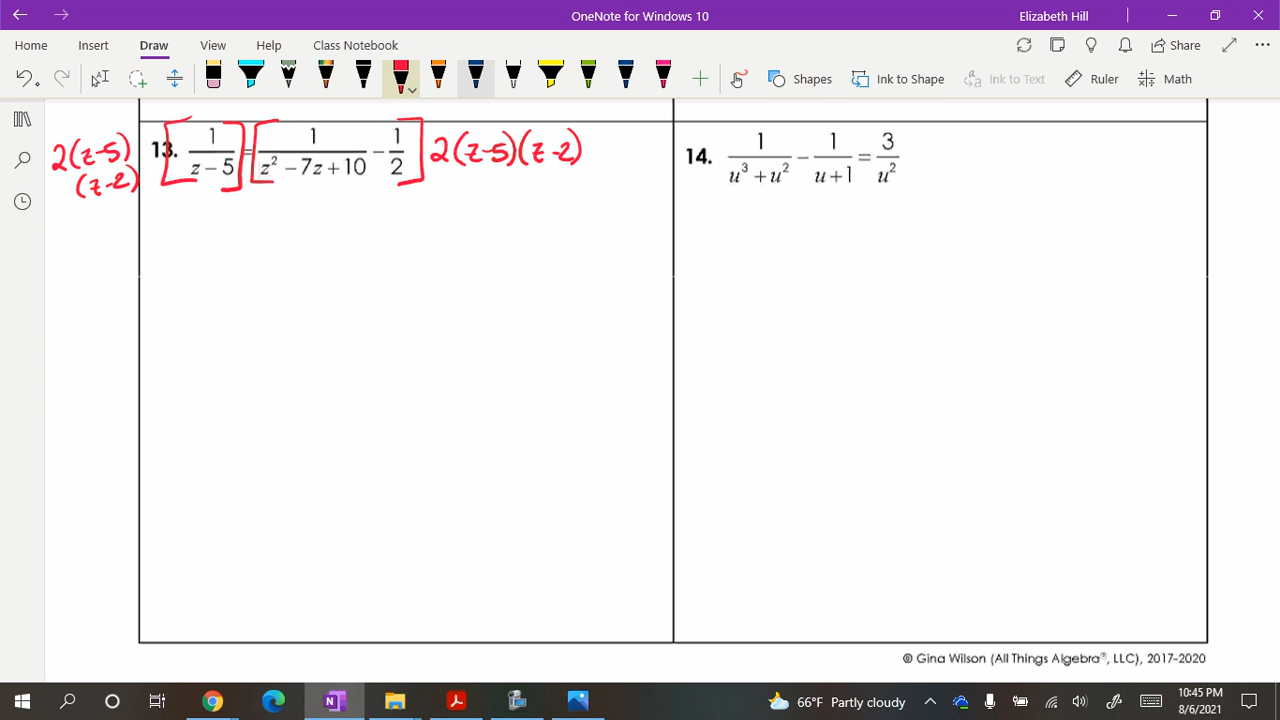 OneNote for Windows 10
Elizabeth Hill
Home Insert Draw View Help Class Notebook
Share
Shapes Ink to Shape Ink to Text Ruler Math
2(z-5)
(z-2)
13. [1/(z − 5)] = [1/(z² − 7z + 10) − 1/2] 2(z-5)(z-2)
14. 1/(u³ + u²) − 1/(u + 1) = 3/u²
© Gina Wilson (All Things Algebra®, LLC), 2017-2020
66°F Partly cloudy
10:45 PM
8/6/2021